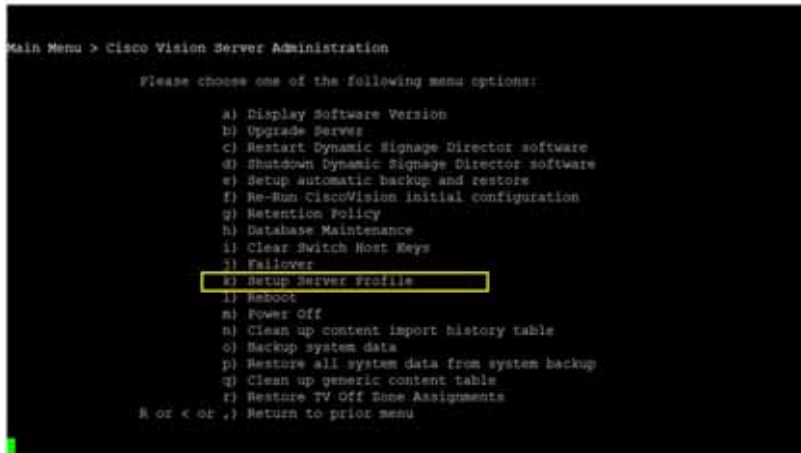 Main Menu > Cisco Vision Server Administration
Please choose one of the following menu options:
a) Display Software Version
b) Upgrade Server
c) Restart Dynamic Signage Director software
d) Shutdown Dynamic Signage Director software
e) Setup automatic backup and restore
f) Re-Run CiscoVision initial configuration
g) Retention Policy
h) Database Maintenance
i) Clear Switch Host Keys
j) Failover
k) Setup Server Profile
l) Reboot
m) Power Off
n) Clean up content import history table
o) Backup system data
p) Restore all system data from system backup
q) Clean up generic content table
r) Restore TV Off Zone Assignments
R or < or ,) Return to prior menu